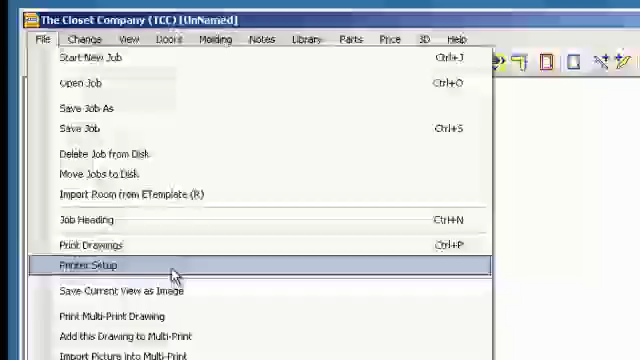 The Closet Company (TCC) [UnNamed]
File Change View Doors Molding Notes Library Parts Price 3D Help
Start New Job Ctrl+J
Open Job Ctrl+O
Save Job As
Save Job Ctrl+S
Delete Job from Disk
Move Jobs to Disk
Import Room from ETemplate (R)
Job Heading Ctrl+N
Print Drawings Ctrl+P
Printer Setup
Save Current View as Image
Print Multi-Print Drawing
Add this Drawing to Multi-Print
Import Picture into Multi-Print